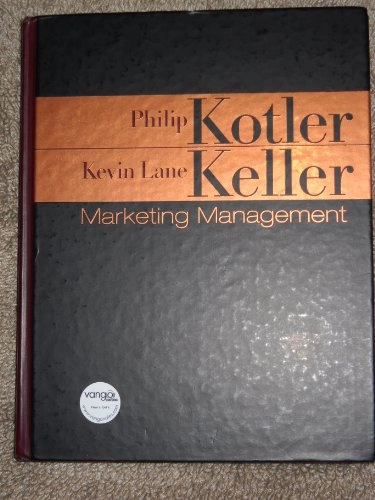 Philip Kotler
Kevin Lane Keller
Marketing Management
vango